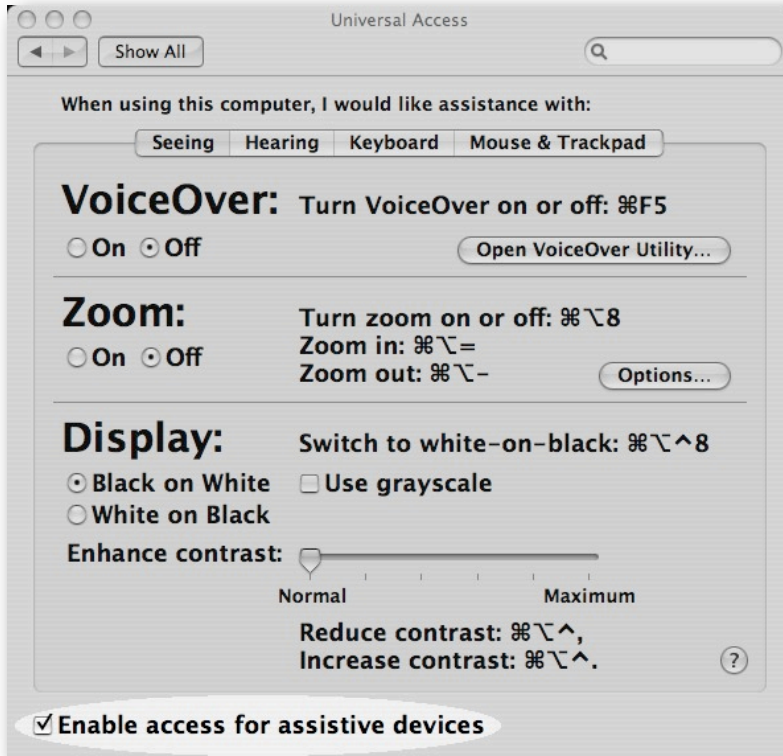 Universal Access
Show All
When using this computer, I would like assistance with:
Seeing Hearing Keyboard Mouse & Trackpad
VoiceOver: Turn VoiceOver on or off: ⌘F5
On Off Open VoiceOver Utility...
Zoom: Turn zoom on or off: ⌘⌥8
On Off Zoom in: ⌘⌥=
Zoom out: ⌘⌥- Options...
Display: Switch to white-on-black: ⌘⌥^8
Black on White Use grayscale
White on Black
Enhance contrast:
Normal Maximum
Reduce contrast: ⌘⌥^,
Increase contrast: ⌘⌥^. ?
Enable access for assistive devices